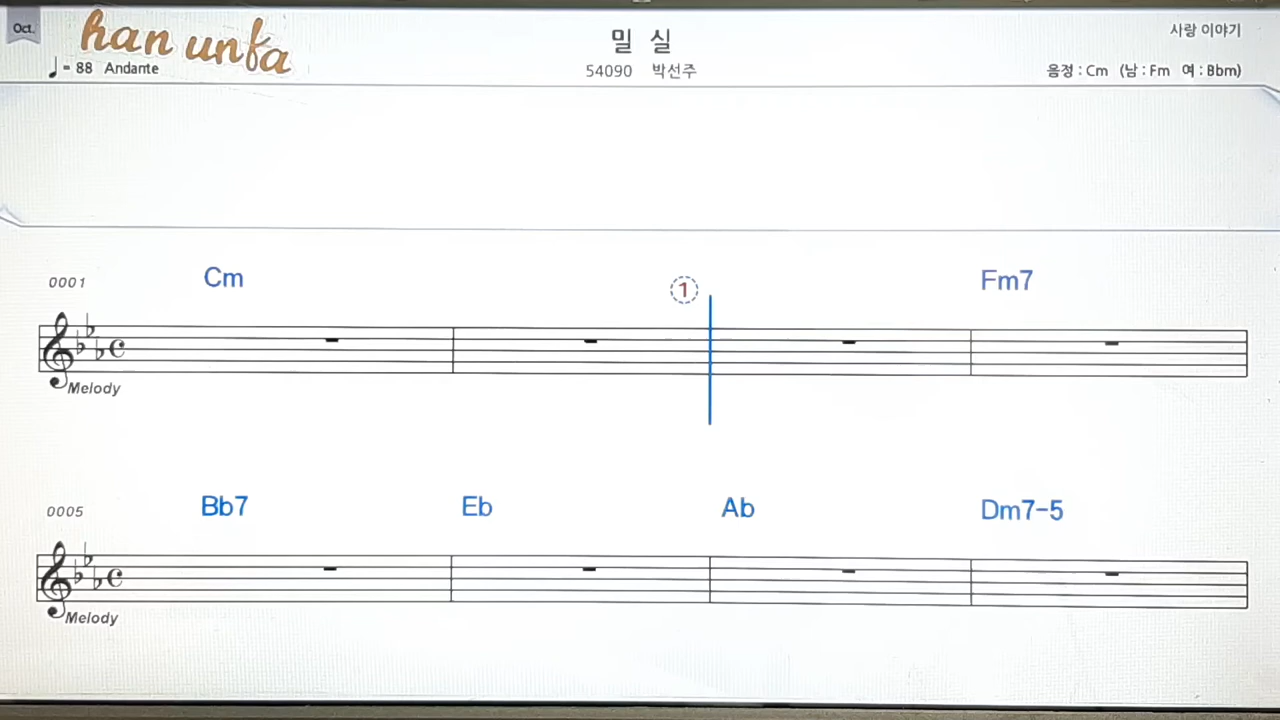 Oct.
han unfa
밀 실
사랑 이야기
♩= 88 Andante
54090 박선주
음정 : Cm (남 : Fm 여 : Bbm)
0001 Cm ① Fm7
Melody
0005 Bb7 Eb Ab Dm7-5
Melody